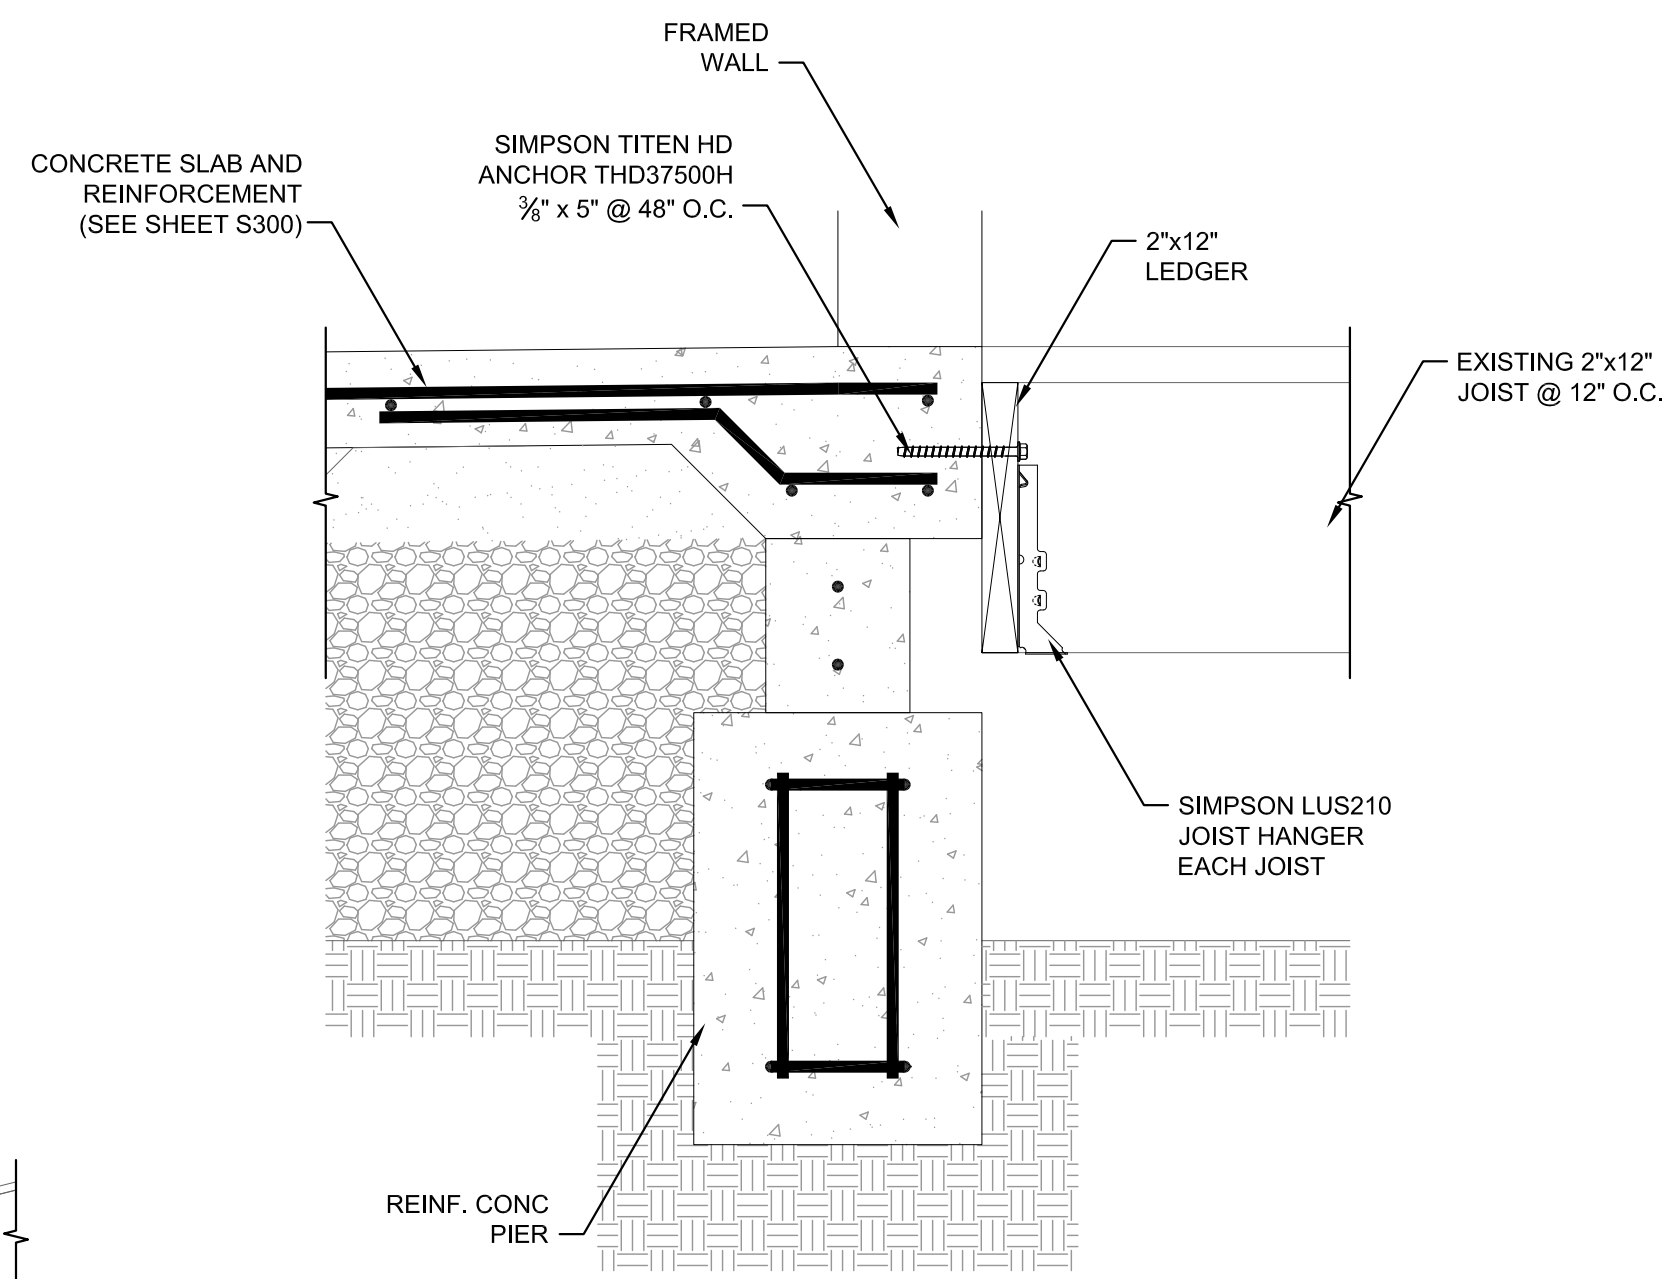 FRAMED
WALL
SIMPSON TITEN HD
ANCHOR THD37500H
⅜" x 5" @ 48" O.C.
CONCRETE SLAB AND
REINFORCEMENT
(SEE SHEET S300)
2"x12"
LEDGER
EXISTING 2"x12"
JOIST @ 12" O.C.
SIMPSON LUS210
JOIST HANGER
EACH JOIST
REINF. CONC
PIER